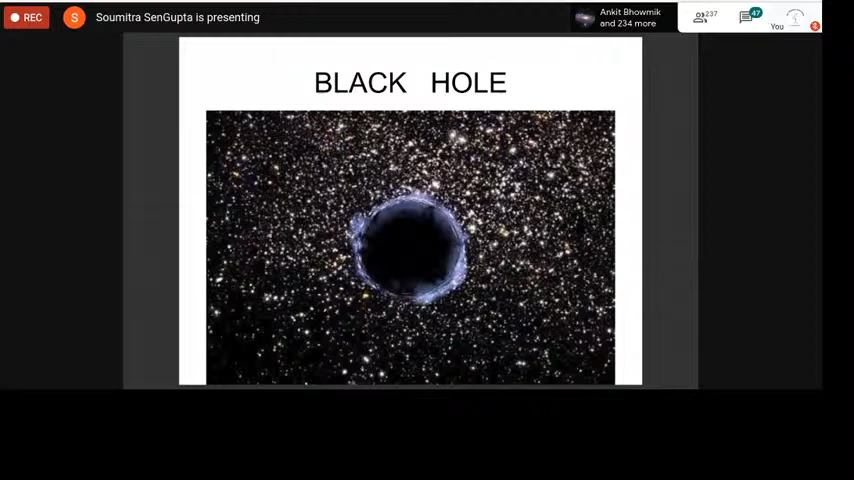 REC
S
Soumitra SenGupta is presenting
Ankit Bhowmik
and 234 more
237
47
You
BLACK HOLE